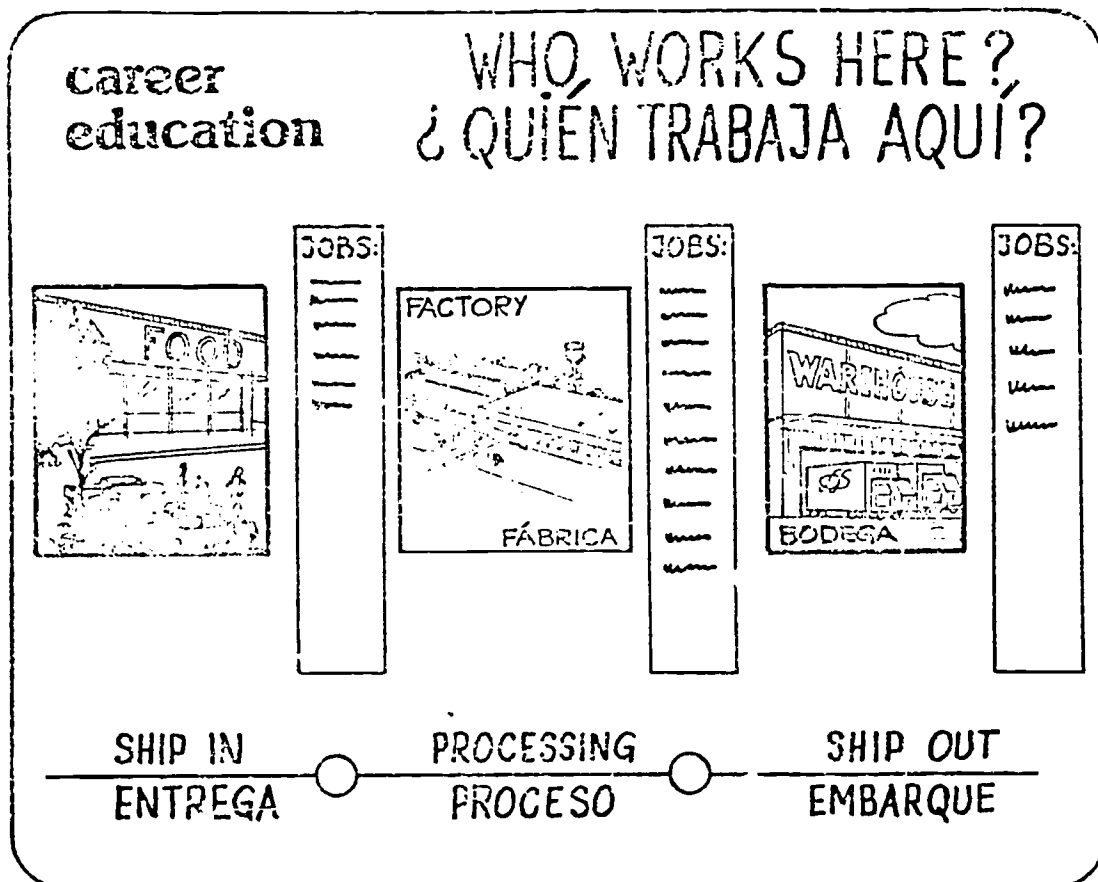 career
education
WHO WORKS HERE?
¿QUIÉN TRABAJA AQUÍ?
JOBS:
FOOD
JOBS:
FACTORY
FÁBRICA
JOBS:
WAREHOUSE
BODEGA
SHIP IN
ENTREGA
PROCESSING
PROCESO
SHIP OUT
EMBARQUE